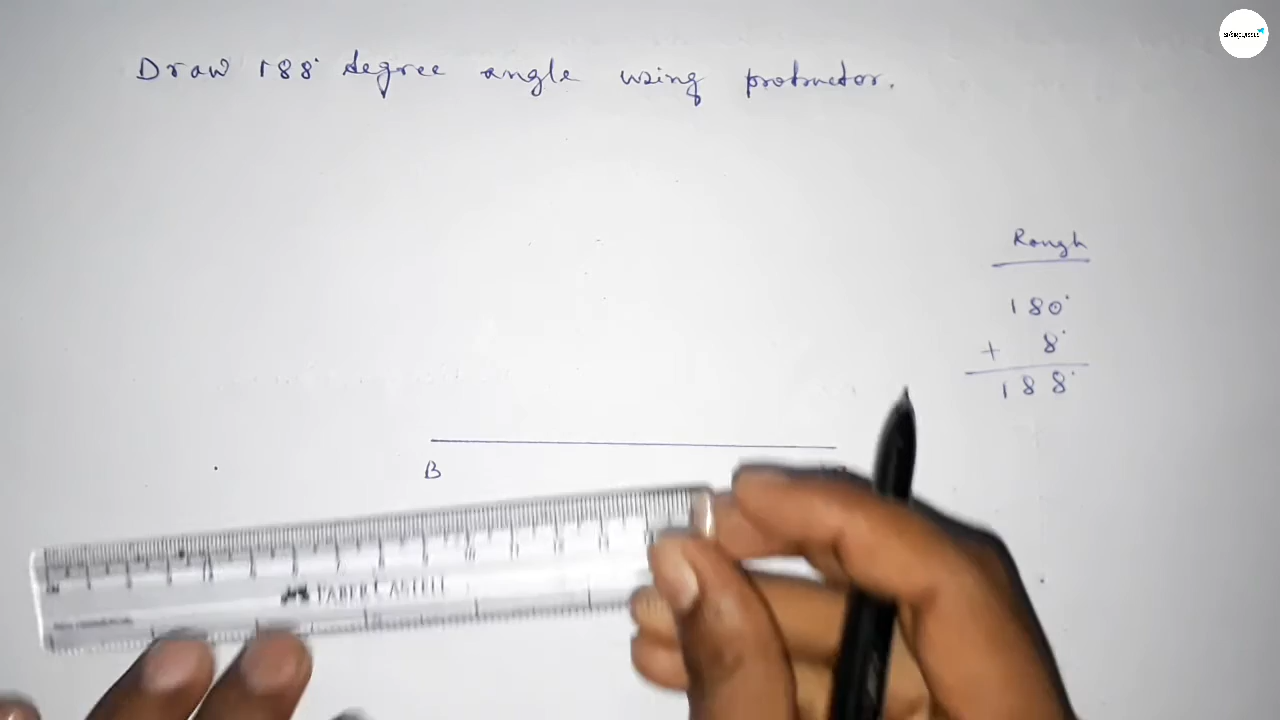 Draw 188° degree angle using protractor.
Rough
180°
+ 8°
188°
B
FABER CASTELL